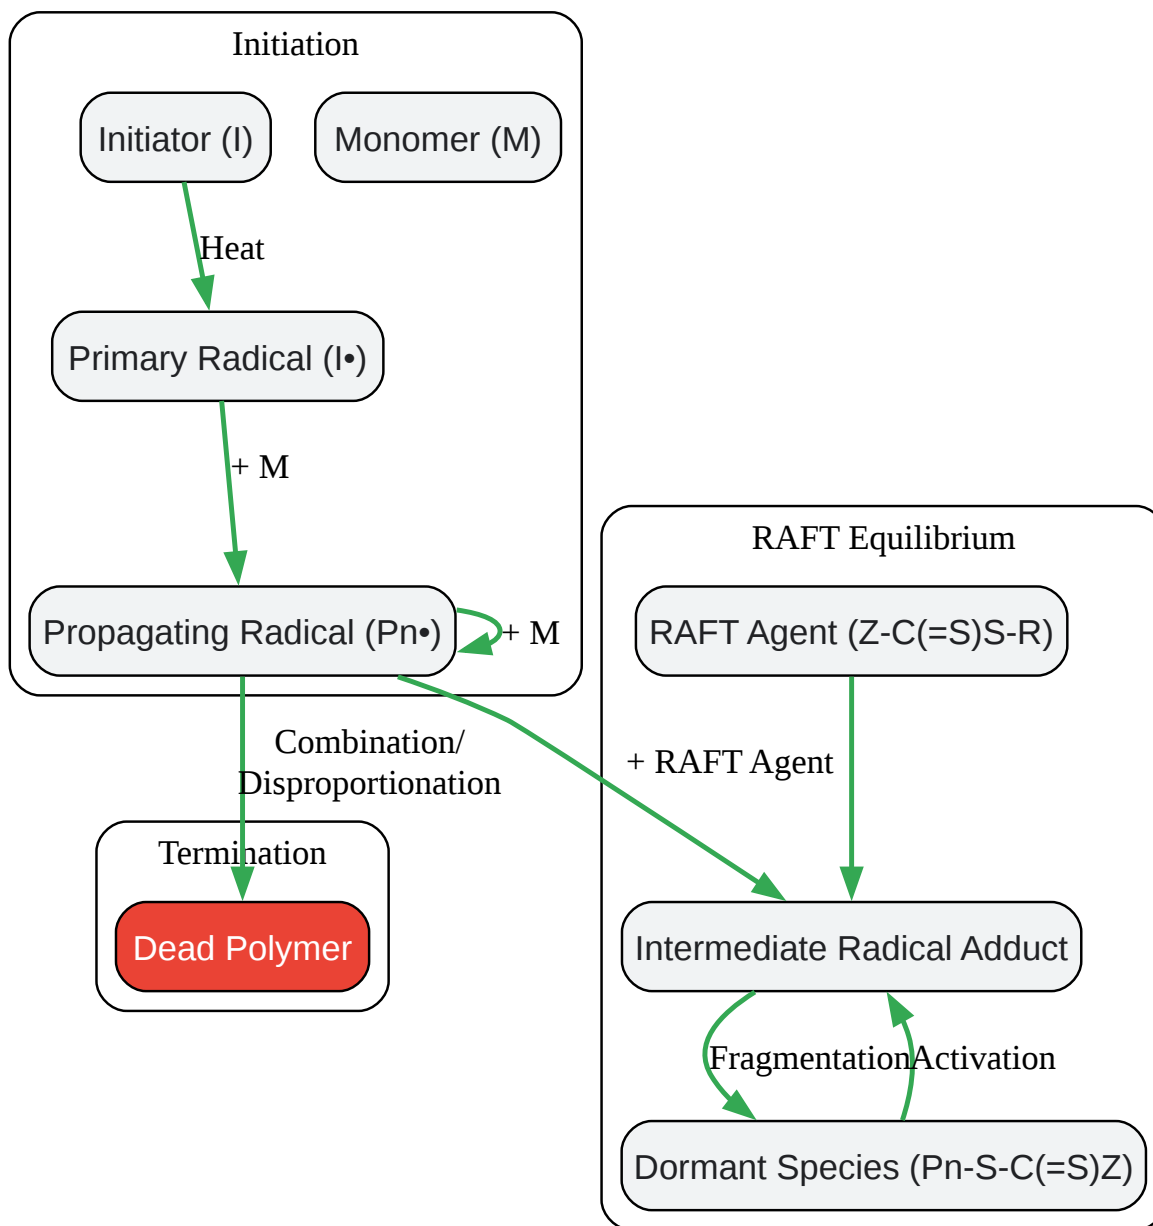 Initiation
Initiator (I)
Monomer (M)
Heat
Primary Radical (I•)
+ M
RAFT Equilibrium
Propagating Radical (Pn•)
+ M
RAFT Agent (Z-C(=S)S-R)
Combination/
Disproportionation
+ RAFT Agent
Termination
Dead Polymer
Intermediate Radical Adduct
Fragmentation
Activation
Dormant Species (Pn-S-C(=S)Z)